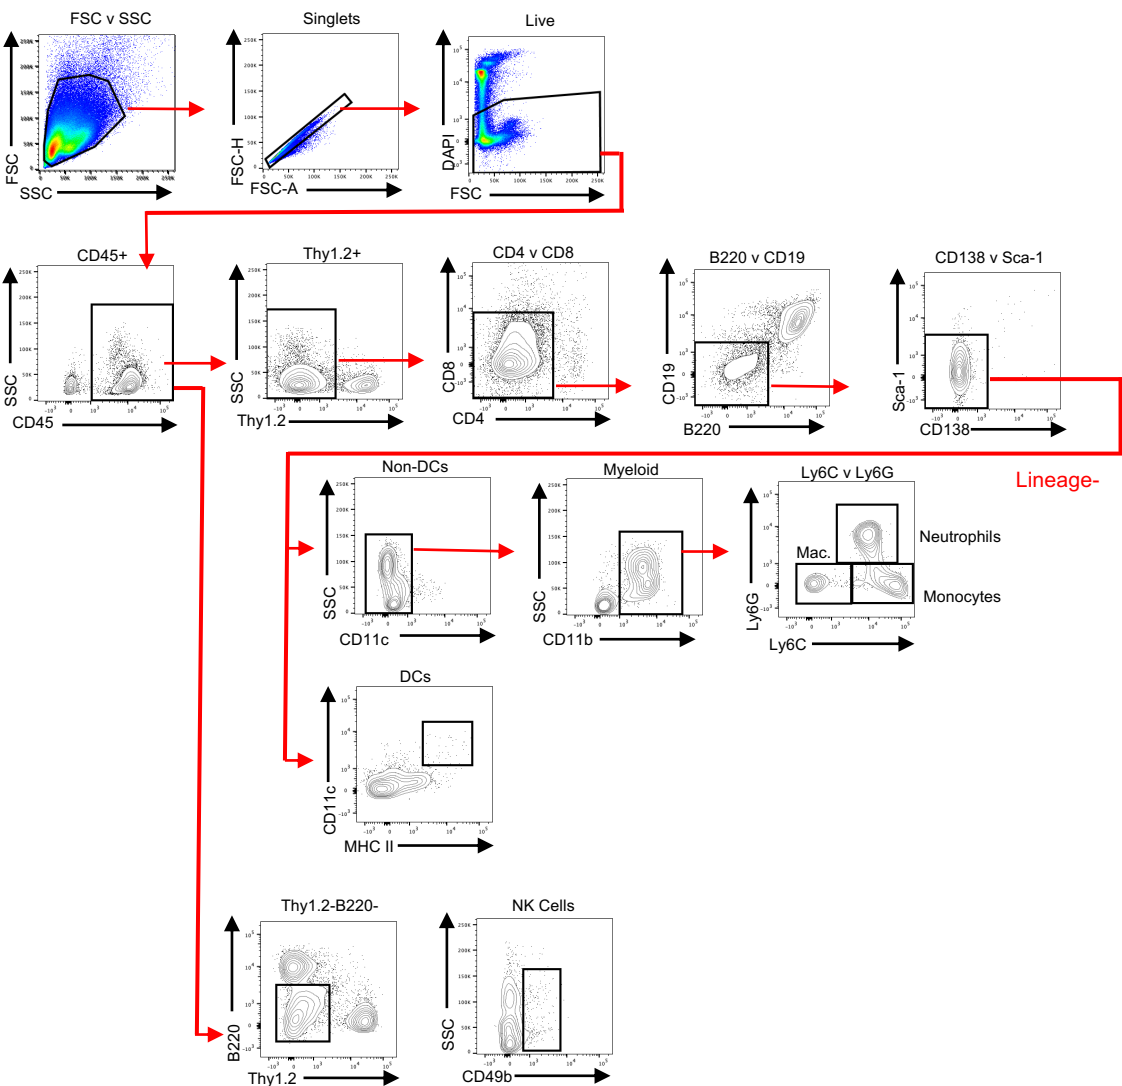 FSC v SSC
Singlets
Live
FSC
SSC
FSC-H
FSC-A
DAPI
FSC
CD45+
Thy1.2+
CD4 v CD8
B220 v CD19
CD138 v Sca-1
SSC
CD45
SSC
Thy1.2
CD8
CD4
CD19
B220
Sca-1
CD138
Lineage-
Non-DCs
Myeloid
Ly6C v Ly6G
SSC
CD11c
SSC
CD11b
Ly6G
Ly6C
Mac.
Neutrophils
Monocytes
DCs
CD11c
MHC II
Thy1.2-B220-
NK Cells
B220
Thy1.2
SSC
CD49b